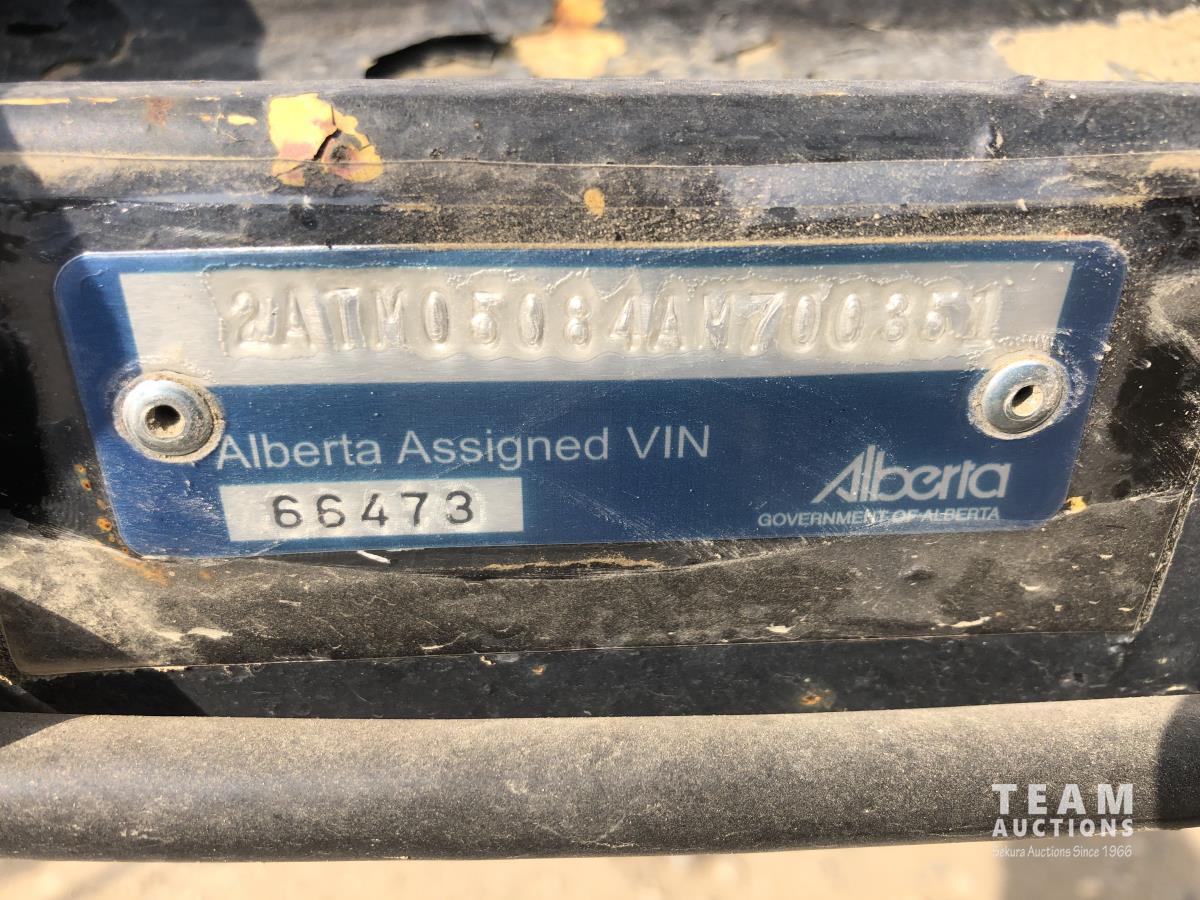 2ATM05084AM700351
Alberta Assigned VIN
66473
Alberta
GOVERNMENT OF ALBERTA
TEAM
AUCTIONS
Sekura Auctions Since 1966